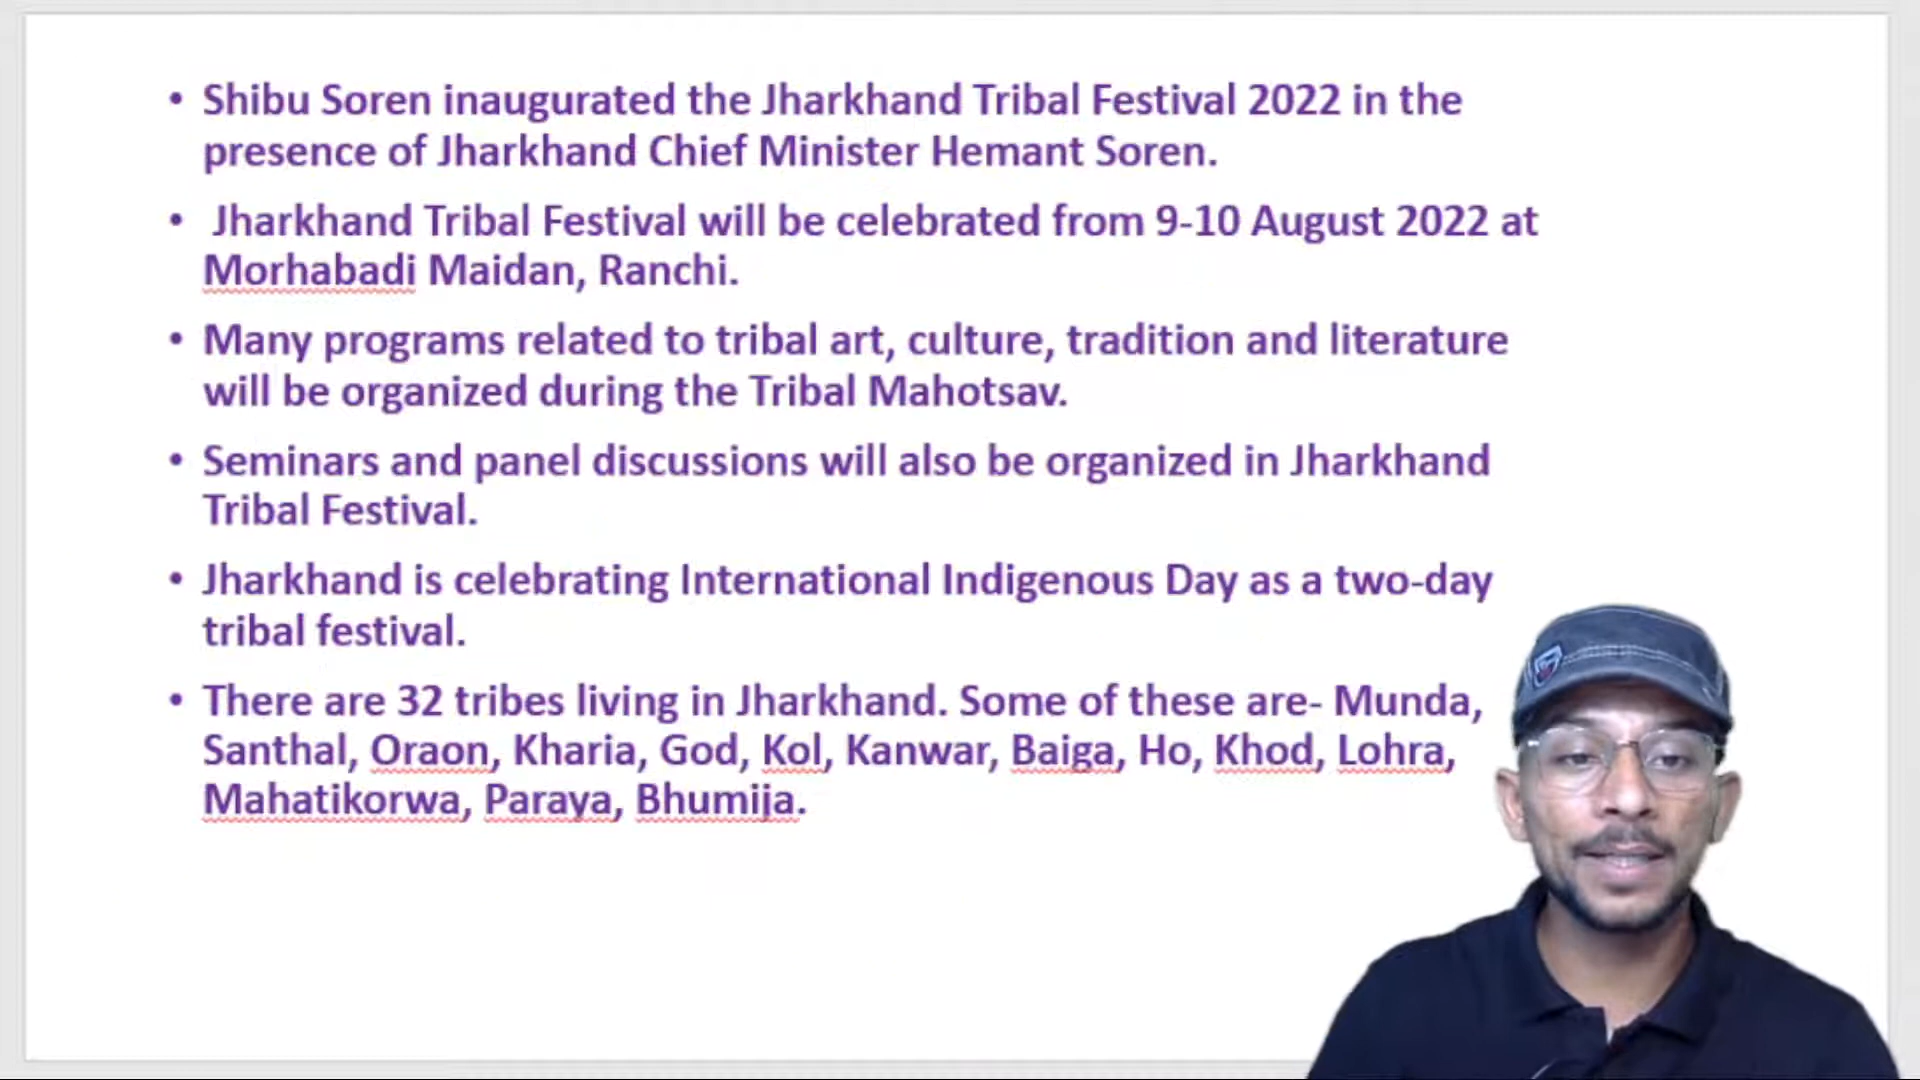 • Shibu Soren inaugurated the Jharkhand Tribal Festival 2022 in the
presence of Jharkhand Chief Minister Hemant Soren.
• Jharkhand Tribal Festival will be celebrated from 9-10 August 2022 at
Morhabadi Maidan, Ranchi.
• Many programs related to tribal art, culture, tradition and literature
will be organized during the Tribal Mahotsav.
• Seminars and panel discussions will also be organized in Jharkhand
Tribal Festival.
• Jharkhand is celebrating International Indigenous Day as a two-day
tribal festival.
• There are 32 tribes living in Jharkhand. Some of these are- Munda,
Santhal, Oraon, Kharia, God, Kol, Kanwar, Baiga, Ho, Khod, Lohra,
Mahatikorwa, Paraya, Bhumija.